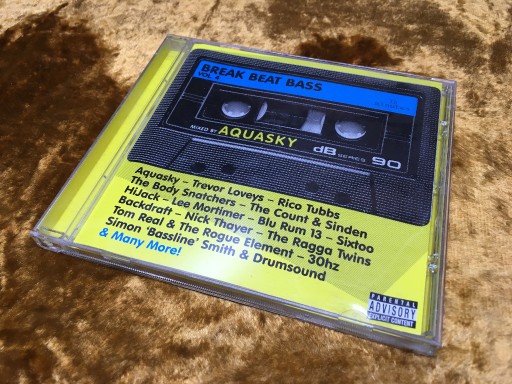 BREAK BEAT BASS
VOL. 4
MIXED BY AQUASKY
dB SERIES 90
Aquasky – Trevor Loveys – Rico Tubbs
The Body Snatchers – The Count & Sinden
HiJack – Lee Mortimer – Blu Rum 13 – Sixtoo
Backdraft – Nick Thayer – The Ragga Twins
Tom Real & The Rogue Element – 30hz
Simon 'Bassline' Smith & Drumsound
& Many More!
PARENTAL
ADVISORY
EXPLICIT CONTENT